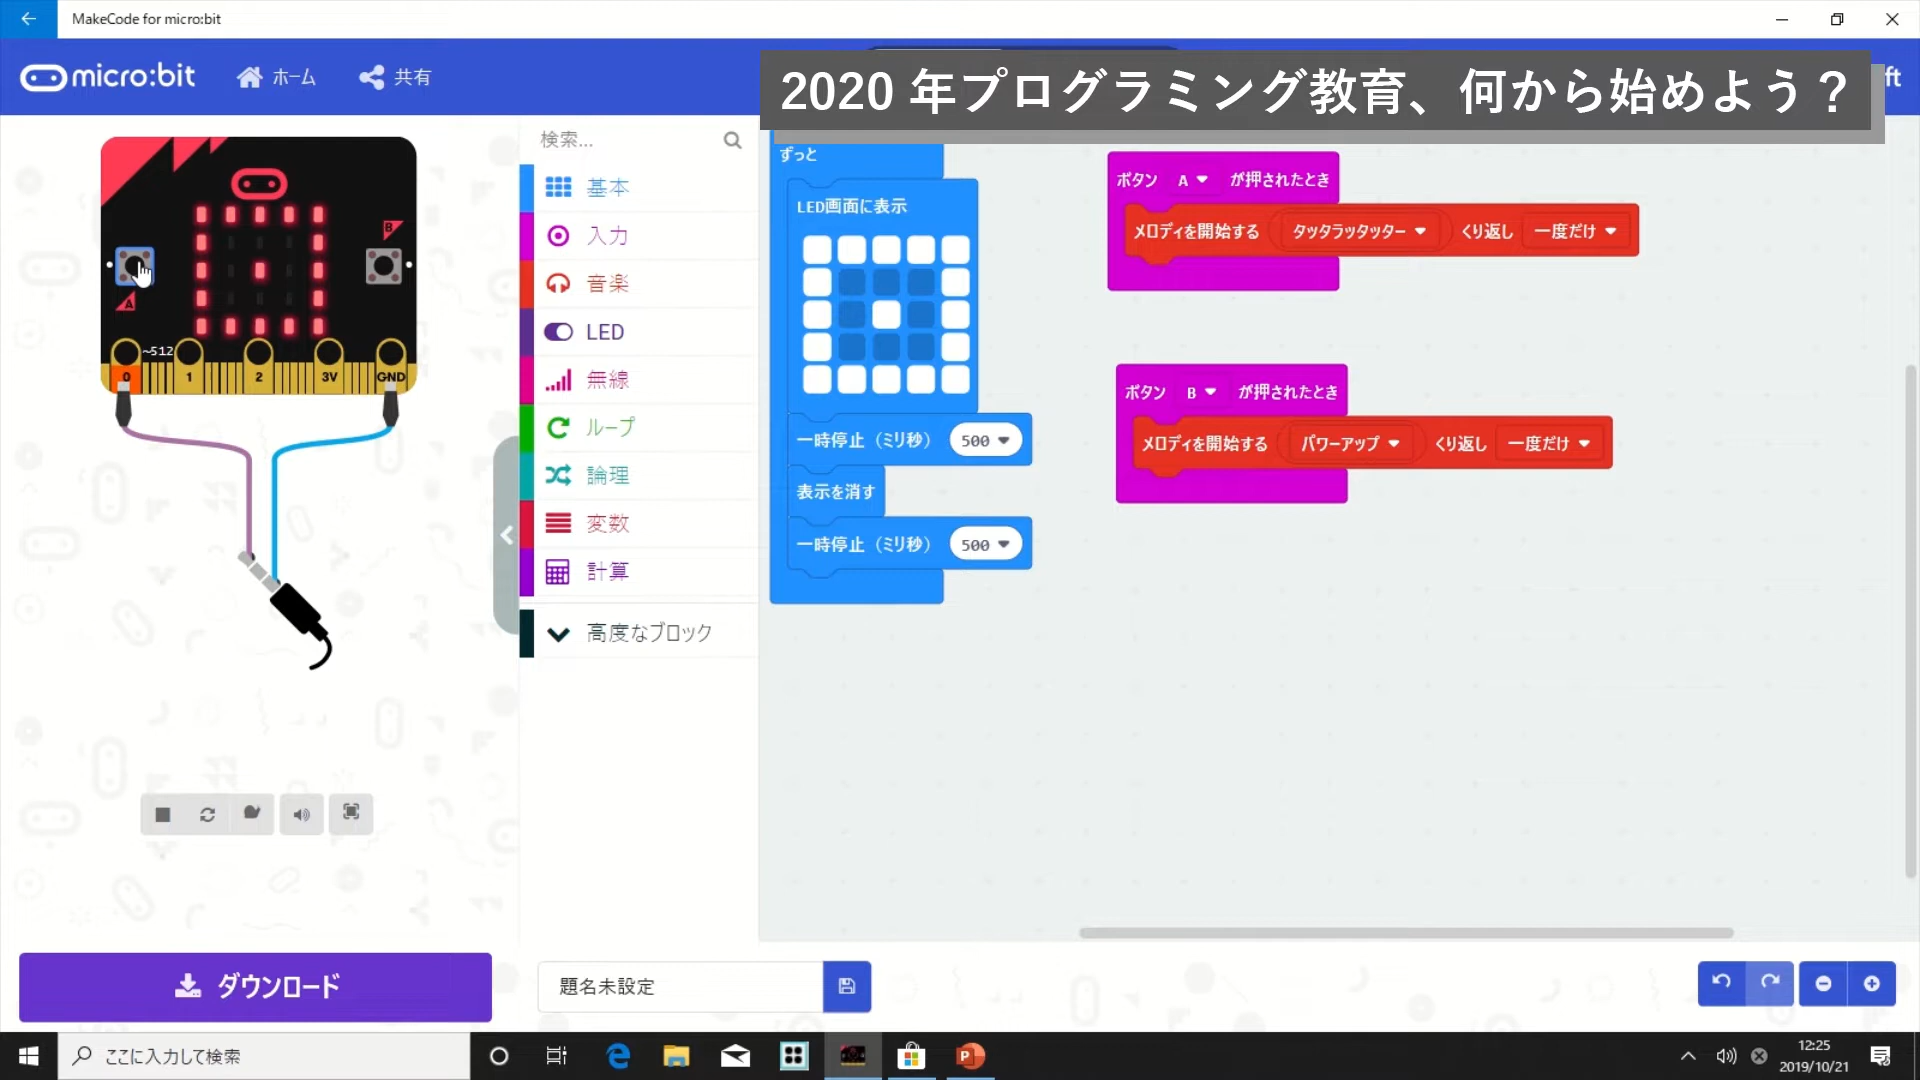 MakeCode for micro:bit
micro:bit ホーム 共有
2020 年プログラミング教育、何から始めよう？
ft
検索...
基本
入力
音楽
LED
無線
ループ
論理
変数
計算
高度なブロック
B
A
~512
0 1 2 3V GND
ずっと
LED画面に表示
一時停止（ミリ秒） 500
表示を消す
一時停止（ミリ秒） 500
ボタン A が押されたとき
メロディを開始する タッタラッタッター くり返し 一度だけ
ボタン B が押されたとき
メロディを開始する パワーアップ くり返し 一度だけ
ダウンロード
題名未設定
ここに入力して検索
12:25
2019/10/21